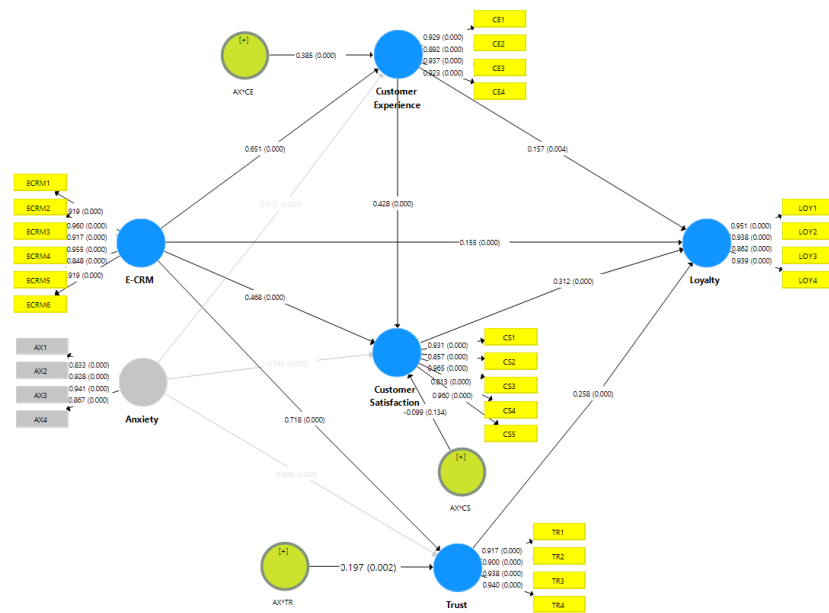 [+]
AX*CE
0.385 (0.000)
Customer
Experience
0.929 (0.000)
0.892 (0.000)
0.937 (0.000)
0.923 (0.000)
CE1
CE2
CE3
CE4
0.651 (0.000)
0.157 (0.004)
0.428 (0.000)
ECRM1
ECRM2
ECRM3
ECRM4
ECRM5
ECRM6
.919 (0.000)
0.960 (0.000)
0.917 (0.000)
0.955 (0.000)
0.848 (0.000)
.919 (0.000)
E-CRM
0.155 (0.000)
LOY1
LOY2
LOY3
LOY4
0.951 (0.000)
0.938 (0.000)
0.862 (0.000)
0.939 (0.000)
Loyalty
0.468 (0.000)
0.312 (0.000)
AX1
AX2
AX3
AX4
0.833 (0.000)
0.928 (0.000)
0.941 (0.000)
0.867 (0.000)
Anxiety
Customer
Satisfaction
0.931 (0.000)
0.857 (0.000)
0.965 (0.000)
0.813 (0.000)
0.960 (0.000)
CS1
CS2
CS3
CS4
CS5
-0.099 (0.134)
0.718 (0.000)
0.258 (0.000)
[+]
AX*CS
[+]
AX*TR
0.197 (0.002)
Trust
0.917 (0.000)
0.900 (0.000)
0.938 (0.000)
0.940 (0.000)
TR1
TR2
TR3
TR4